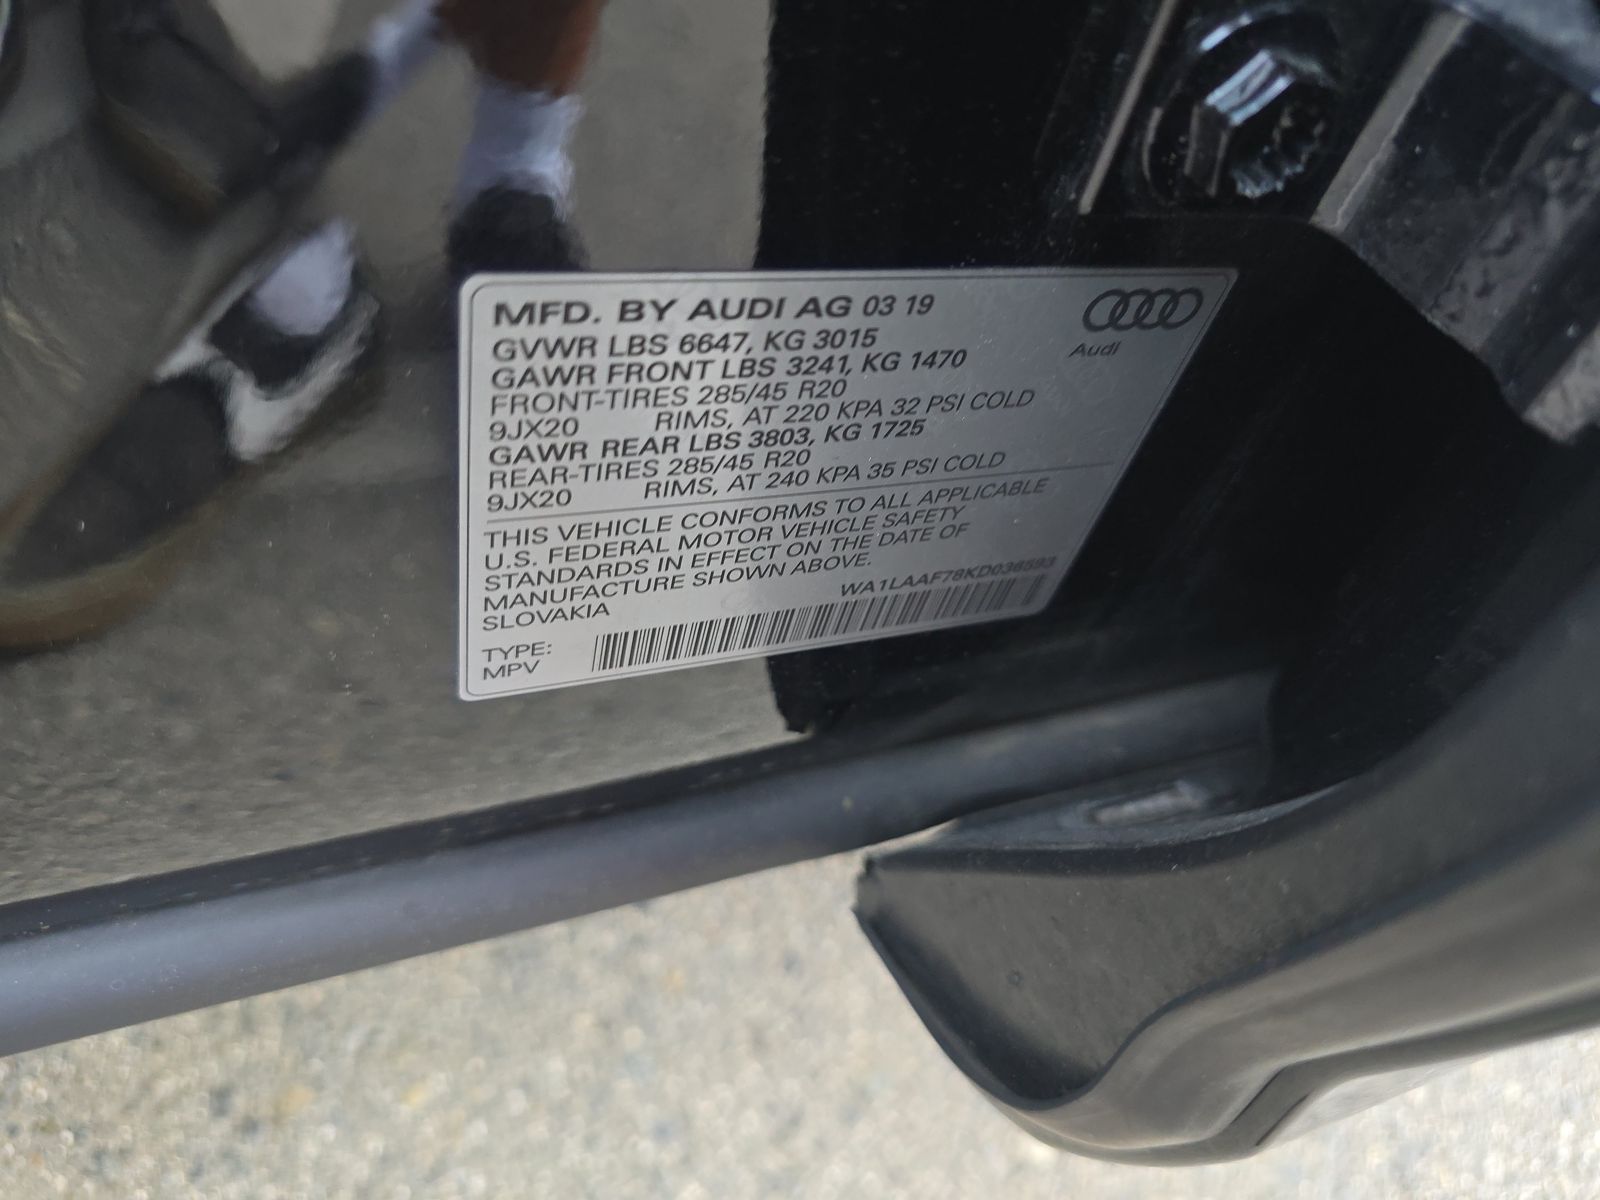 MFD. BY AUDI AG 03 19
GVWR LBS 6647, KG 3015
GAWR FRONT LBS 3241, KG 1470
FRONT-TIRES 285/45 R20
9JX20 RIMS, AT 220 KPA 32 PSI COLD
GAWR REAR LBS 3803, KG 1725
REAR-TIRES 285/45 R20
9JX20 RIMS, AT 240 KPA 35 PSI COLD
THIS VEHICLE CONFORMS TO ALL APPLICABLE
U.S. FEDERAL MOTOR VEHICLE SAFETY
STANDARDS IN EFFECT ON THE DATE OF
MANUFACTURE SHOWN ABOVE.
SLOVAKIA
WA1LAAF78KD036593
TYPE:
MPV
Audi